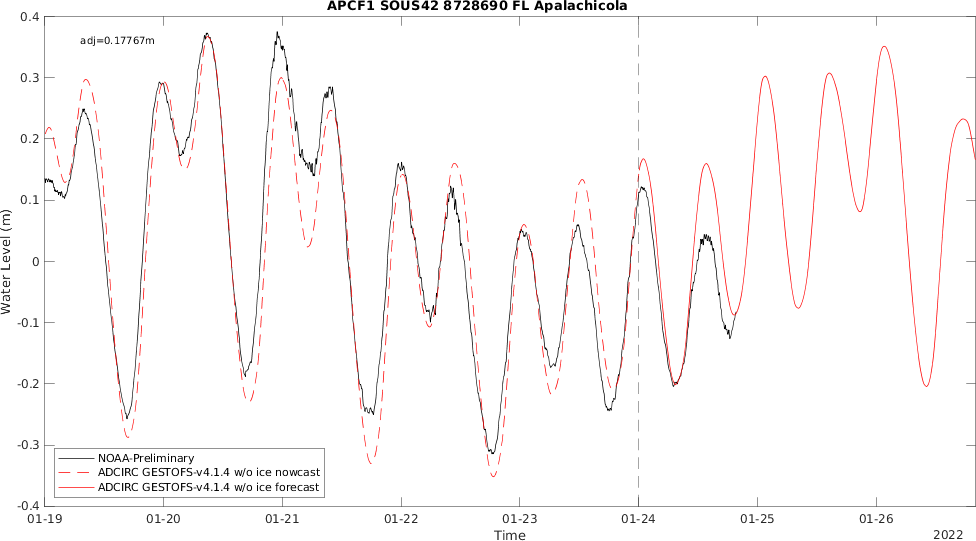 APCF1 SOUS42 8728690 FL Apalachicola
0.4
adj=0.17767m
0.3
0.2
0.1
0
-0.1
-0.2
-0.3
-0.4
Water Level (m)
NOAA-Preliminary
ADCIRC GESTOFS-v4.1.4 w/o ice nowcast
ADCIRC GESTOFS-v4.1.4 w/o ice forecast
01-19 01-20 01-21 01-22 01-23 01-24 01-25 01-26
Time
2022